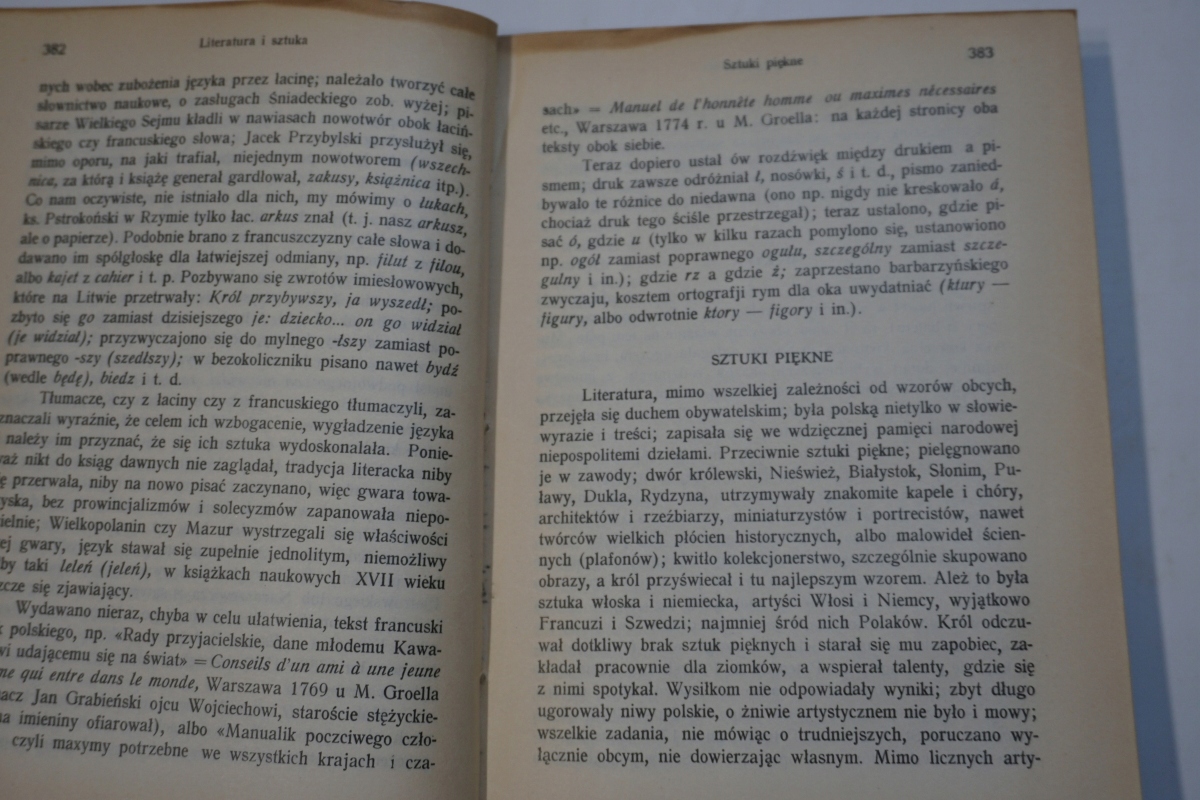 382
Literatura i sztuka
nych wobec zubożenia języka przez łacinę; należało tworzyć całe
słownictwo naukowe, o zasługach Śniadeckiego zob. wyżej; pi-
sarze Wielkiego Sejmu kładli w nawiasach nowotwór obok łaciń-
skiego czy francuskiego słowa; Jacek Przybylski przysłużył się,
mimo oporu, na jaki trafiał, niejednym nowotworem (wszech-
nica, za którą i książę generał gardłował, zakusy, książnica itp.).
Co nam oczywiste, nie istniało dla nich, my mówimy o łukach,
ks. Pstrokoński w Rzymie tylko łac. arkus znał (t. j. nasz arkusz,
ale o papierze). Podobnie brano z francuszczyzny całe słowa i do-
dawano im spółgłoskę dla łatwiejszej odmiany, np. filut z filou,
albo kajet z cahier i t. p. Pozbywano się zwrotów imiesłowowych,
które na Litwie przetrwały: Król przybywszy, ja wyszedł; po-
zbyto się go zamiast dzisiejszego je: dziecko... on go widział
(je widział); przyzwyczajono się do mylnego -łszy zamiast po-
prawnego -szy (szedłszy); w bezokoliczniku pisano nawet bydź
(wedle będę), biedz i t. d.
Tłumacze, czy z łaciny czy z francuskiego tłumaczyli, za-
znaczali wyraźnie, że celem ich wzbogacenie, wygładzenie języka
należy im przyznać, że się ich sztuka wydoskonalała. Ponie-
waż nikt do ksiąg dawnych nie zaglądał, tradycja literacka niby
ę przerwała, niby na nowo pisać zaczynano, więc gwara towa-
yska, bez prowincjalizmów i solecyzmów zapanowała niepo-
ielnie; Wielkopolanin czy Mazur wystrzegali się właściwości
ej gwary, język stawał się zupełnie jednolitym, niemożliwy
by taki leleń (jeleń), w książkach naukowych XVII wieku
zcze się zjawiający.
Wydawano nieraz, chyba w celu ułatwienia, tekst francuski
k polskiego, np. «Rady przyjacielskie, dane młodemu Kawa-
wi udającemu się na świat» = Conseils d'un ami à une jeune
me qui entre dans le monde, Warszawa 1769 u M. Groella
acz Jan Grabieński ojcu Wojciechowi, staroście stężyckie-
na imieniny ofiarował), albo «Manualik poczciwego czło-
czyli maxymy potrzebne we wszystkich krajach i cza-
Sztuki piękne
383
sach» = Manuel de l'honnète homme ou maximes nécessaires
etc., Warszawa 1774 r. u M. Groella: na każdej stronicy oba
teksty obok siebie.
Teraz dopiero ustał ów rozdźwięk między drukiem a pi-
smem; druk zawsze odróżniał ł, nosówki, ś i t. d., pismo zanied-
bywało te różnice do niedawna (ono np. nigdy nie kreskowało á,
chociaż druk tego ściśle przestrzegał); teraz ustalono, gdzie pi-
sać ó, gdzie u (tylko w kilku razach pomylono się, ustanowiono
np. ogół zamiast poprawnego ogułu, szczególny zamiast szcze-
gulny i in.); gdzie rz a gdzie ż; zaprzestano barbarzyńskiego
zwyczaju, kosztem ortografji rym dla oka uwydatniać (ktury —
figury, albo odwrotnie ktory — figory i in.).
SZTUKI PIĘKNE
Literatura, mimo wszelkiej zależności od wzorów obcych,
przejęła się duchem obywatelskim; była polską nietylko w słowie-
wyrazie i treści; zapisała się we wdzięcznej pamięci narodowej
niepospolitemi dziełami. Przeciwnie sztuki piękne; pielęgnowano
je w zawody; dwór królewski, Nieśwież, Białystok, Słonim, Pu-
ławy, Dukla, Rydzyna, utrzymywały znakomite kapele i chóry,
architektów i rzeźbiarzy, miniaturzystów i portrecistów, nawet
twórców wielkich płócien historycznych, albo malowideł ścien-
nych (plafonów); kwitło kolekcjonerstwo, szczególnie skupowano
obrazy, a król przyświecał i tu najlepszym wzorem. Ależ to była
sztuka włoska i niemiecka, artyści Włosi i Niemcy, wyjątkowo
Francuzi i Szwedzi; najmniej śród nich Polaków. Król odczu-
wał dotkliwy brak sztuk pięknych i starał się mu zapobiec, za-
kładał pracownie dla ziomków, a wspierał talenty, gdzie się
z nimi spotykał. Wysiłkom nie odpowiadały wyniki; zbyt długo
ugorowały niwy polskie, o żniwie artystycznem nie było i mowy;
wszelkie zadania, nie mówiąc o trudniejszych, poruczano wy-
łącznie obcym, nie dowierzając własnym. Mimo licznych arty-